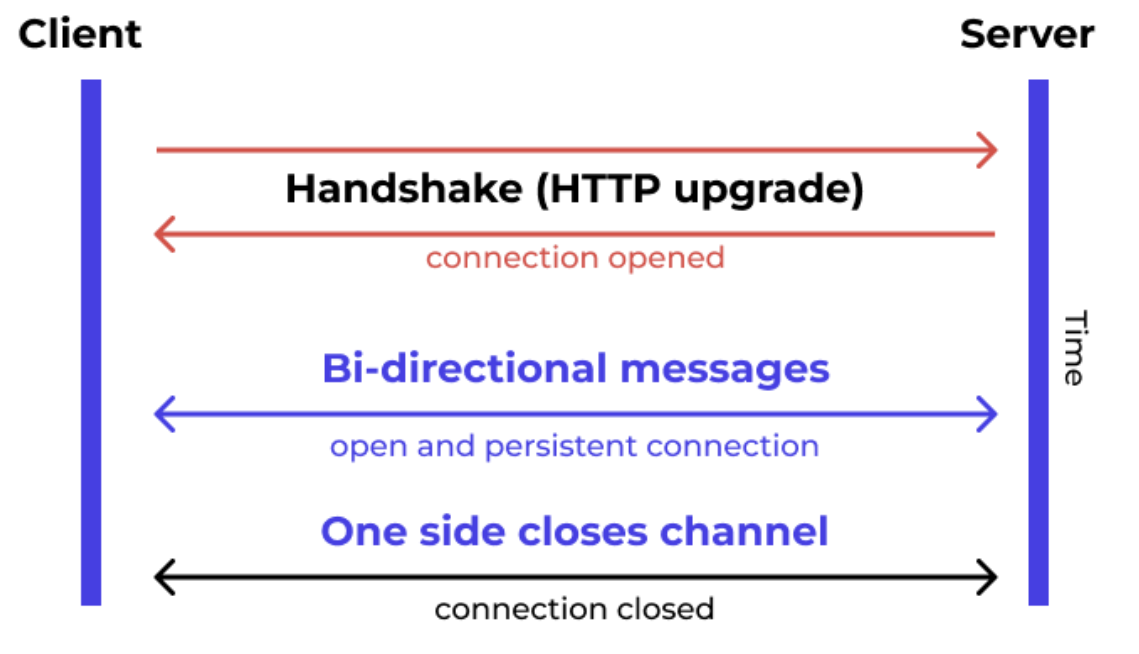 Client
Server
Handshake (HTTP upgrade)
connection opened
Time
Bi-directional messages
open and persistent connection
One side closes channel
connection closed